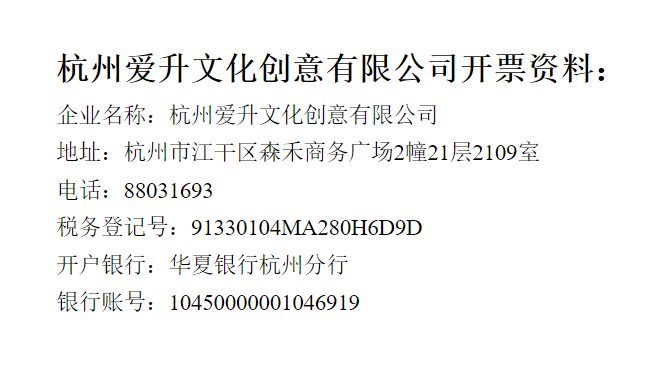 杭州爱升文化创意有限公司开票资料：
企业名称：杭州爱升文化创意有限公司
地址：杭州市江干区森禾商务广场2幢21层2109室
电话：88031693
税务登记号：91330104MA280H6D9D
开户银行：华夏银行杭州分行
银行账号：10450000001046919